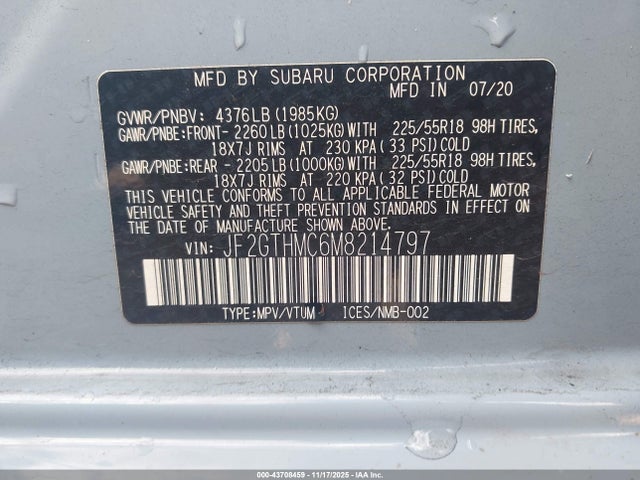 MFD BY SUBARU CORPORATION
MFD IN 07/20
GVWR/PNBV: 4376LB (1985KG)
GAWR/PNBE:FRONT- 2260LB (1025KG)WITH 225/55R18 98H TIRES,
18X7J RIMS AT 230 KPA( 33 PSI)COLD
GAWR/PNBE:REAR - 2205LB (1000KG)WITH 225/55R18 98H TIRES,
18X7J RIMS AT 220 KPA( 32 PSI)COLD
THIS VEHICLE CONFORMS TO ALL APPLICABLE FEDERAL MOTOR
VEHICLE SAFETY AND THEFT PREVENTION STANDARDS IN EFFECT
ON THE DATE OF MANUFACTURE SHOWN ABOVE.
VIN: JF2GTHMC6M8214797
TYPE:MPV/VTUM ICES/NMB-002
000-43708459 - 11/17/2025 - IAA, Inc.